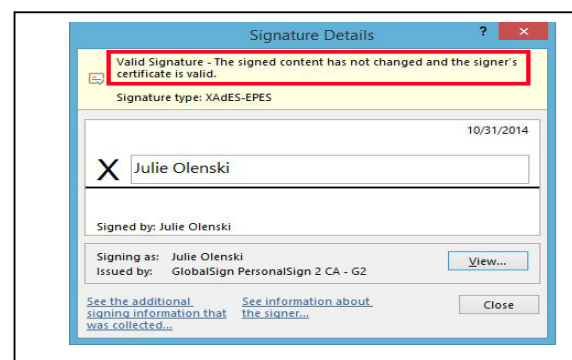 Signature Details
?
×
Valid Signature - The signed content has not changed and the signer's
certificate is valid.
Signature type: XAdES-EPES
10/31/2014
X Julie Olenski
Signed by: Julie Olenski
Signing as: Julie Olenski
Issued by: GlobalSign PersonalSign 2 CA - G2
View...
See the additional
signing information that
was collected...
See information about
the signer...
Close